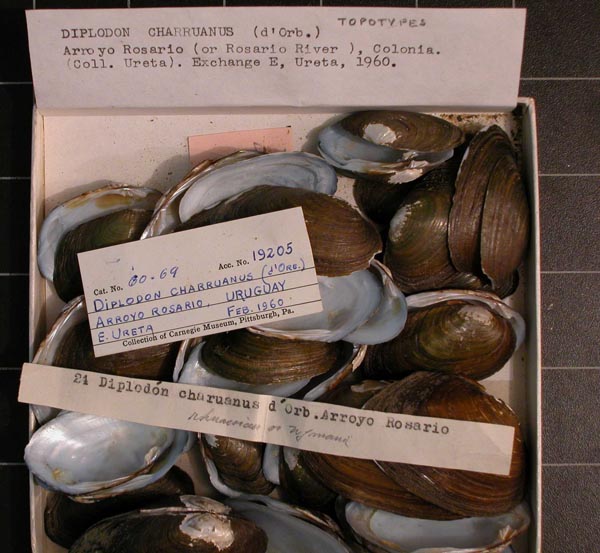 TOPOTYPES
DIPLODON CHARRUANUS (d'Orb.)
Arroyo Rosario (or Rosario River ), Colonia.
(Coll. Ureta). Exchange E, Ureta, 1960.
Cat. No. 60-69 Acc. No. 19205
DIPLODON CHARRUANUS (d'ORB.)
ARROYO ROSARIO, URUGUAY
E. URETA FEB. 1960
Collection of Carnegie Museum, Pittsburgh, Pa.
21 Diplodon charuanus d'Orb. Arroyo Rosario
or